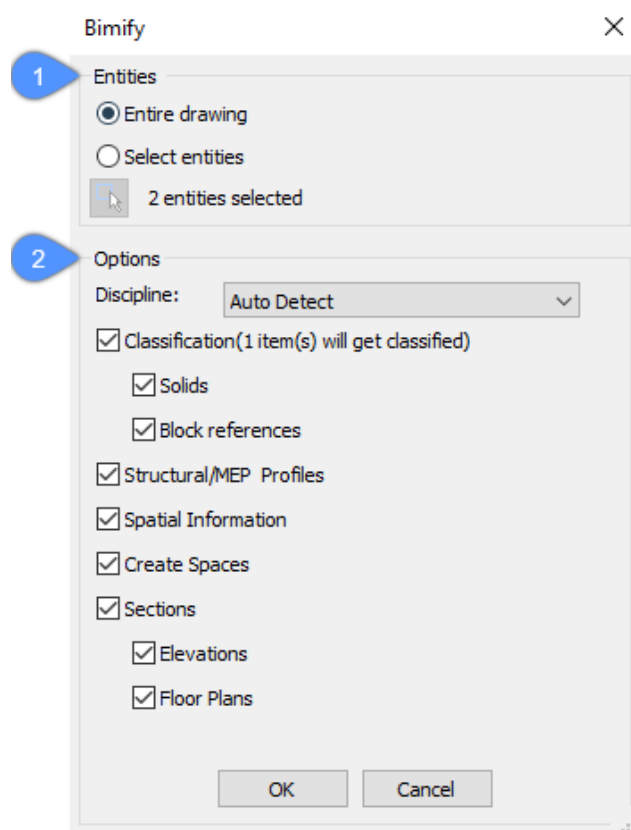 Bimify
1
Entities
Entire drawing
Select entities
2 entities selected
2
Options
Discipline: Auto Detect
Classification(1 item(s) will get classified)
Solids
Block references
Structural/MEP Profiles
Spatial Information
Create Spaces
Sections
Elevations
Floor Plans
OK Cancel